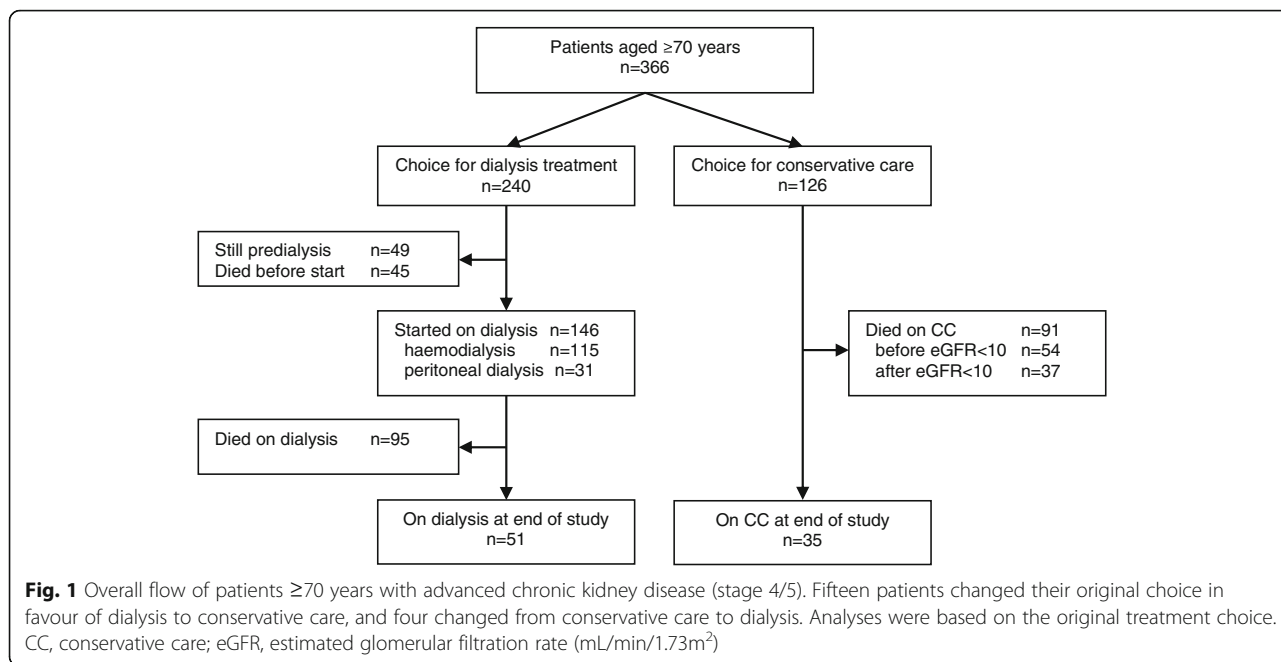 Patients aged ≥70 years
n=366
Choice for dialysis treatment
n=240
Choice for conservative care
n=126
Still predialysis n=49
Died before start n=45
Started on dialysis n=146
haemodialysis n=115
peritoneal dialysis n=31
Died on CC n=91
before eGFR<10 n=54
after eGFR<10 n=37
Died on dialysis n=95
On dialysis at end of study
n=51
On CC at end of study
n=35
Fig. 1 Overall flow of patients ≥70 years with advanced chronic kidney disease (stage 4/5). Fifteen patients changed their original choice in
favour of dialysis to conservative care, and four changed from conservative care to dialysis. Analyses were based on the original treatment choice.
CC, conservative care; eGFR, estimated glomerular filtration rate (mL/min/1.73m²)